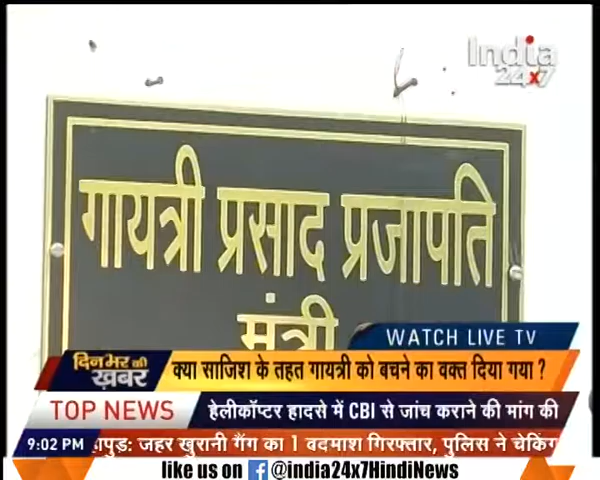 India
24x7
गायत्री प्रसाद प्रजापति
मंत्री
WATCH LIVE TV
दिनभर की
ख़बर
क्या साजिश के तहत गायत्री को बचने का वक्त दिया गया ?
TOP NEWS
हेलीकॉप्टर हादसे में CBI से जांच कराने की मांग की
9:02 PM
हापुड़: जहर खुरानी गैंग का 1 बदमाश गिरफ्तार, पुलिस ने चेकिंग
like us on f @india24x7HindiNews